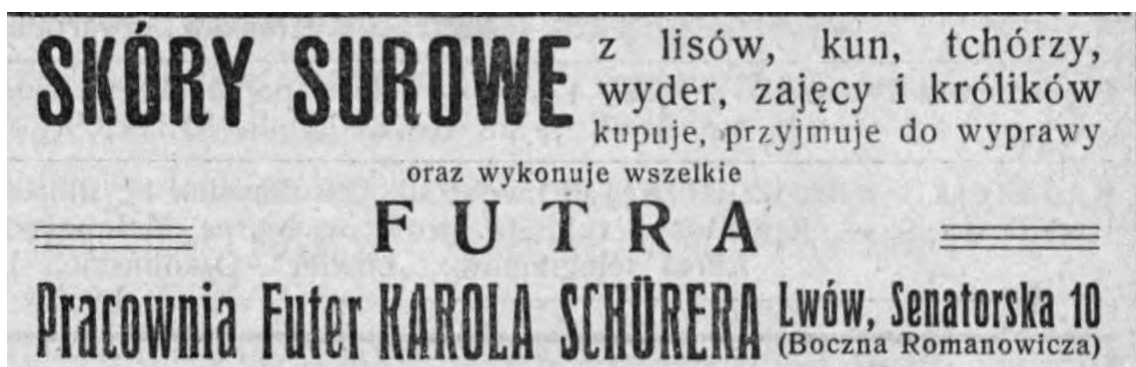 SKÓRY SUROWE
z lisów, kun, tchórzy,
wyder, zajęcy i królików
kupuje, przyjmuje do wyprawy
oraz wykonuje wszelkie
FUTRA
Pracownia Futer KAROLA SCHÜRERA Lwów, Senatorska 10
(Boczna Romanowicza)